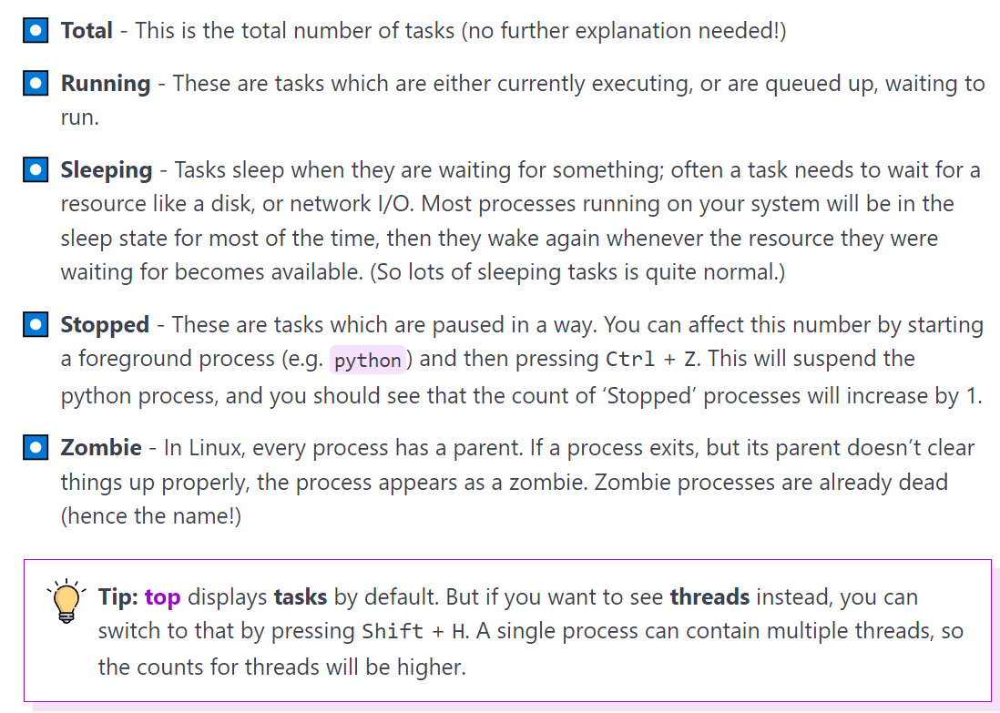 Total - This is the total number of tasks (no further explanation needed!)
Running - These are tasks which are either currently executing, or are queued up, waiting to
run.
Sleeping - Tasks sleep when they are waiting for something; often a task needs to wait for a
resource like a disk, or network I/O. Most processes running on your system will be in the
sleep state for most of the time, then they wake again whenever the resource they were
waiting for becomes available. (So lots of sleeping tasks is quite normal.)
Stopped - These are tasks which are paused in a way. You can affect this number by starting
a foreground process (e.g. python) and then pressing Ctrl + Z. This will suspend the
python process, and you should see that the count of ‘Stopped’ processes will increase by 1.
Zombie - In Linux, every process has a parent. If a process exits, but its parent doesn’t clear
things up properly, the process appears as a zombie. Zombie processes are already dead
(hence the name!)
Tip: top displays tasks by default. But if you want to see threads instead, you can
switch to that by pressing Shift + H. A single process can contain multiple threads, so
the counts for threads will be higher.